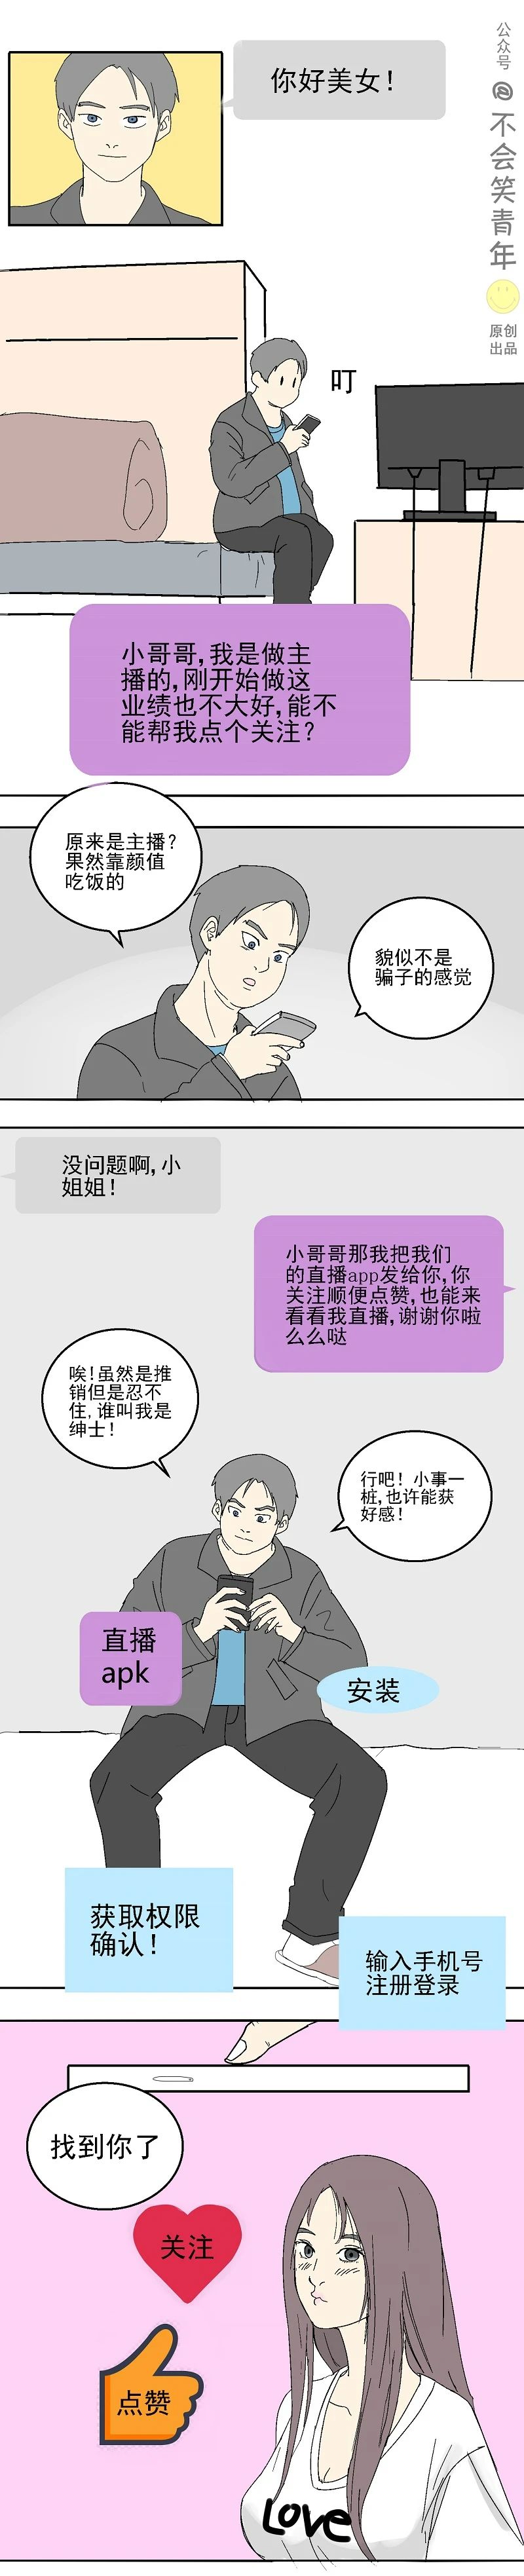 公众号
@不会笑青年
原创
出品
你好美女!
叮
小哥哥,我是做主
播的,刚开始做这
业绩也不大好,能不
能帮我点个关注?
原来是主播?
果然靠颜值
吃饭的
貌似不是
骗子的感觉
没问题啊,小
姐姐!
小哥哥那我把我们
的直播app发给你,你
关注顺便点赞,也能来
看看我直播,谢谢你啦
么么哒
唉!虽然是推
销但是忍不
住,谁叫我是
绅士!
行吧! 小事一
桩,也许能获
好感!
直播
apk
安装
获取权限
确认!
输入手机号
注册登录
找到你了
关注
点赞
Love